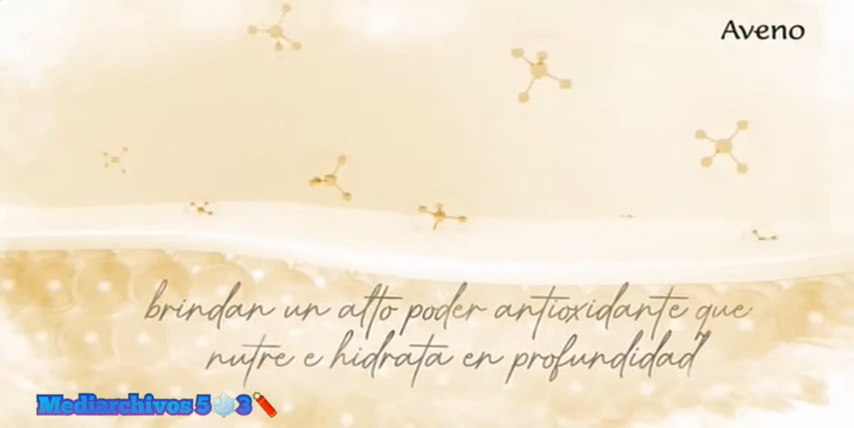 Aveno
brindan un alto poder antioxidante que
nutre e hidrata en profundidad
Mediarchivos 5❄️3🧨